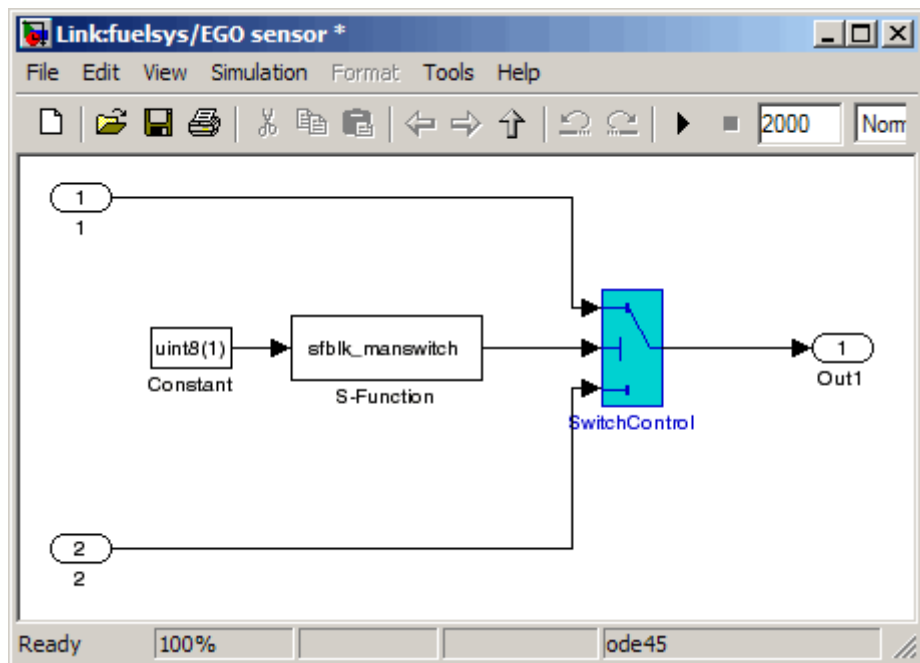 Link:fuelsys/EGO sensor *
File Edit View Simulation Format Tools Help
2000 Norm
1
1
uint8(1)
Constant
sfblk_manswitch
S-Function
SwitchControl
1
Out1
2
2
Ready 100% ode45